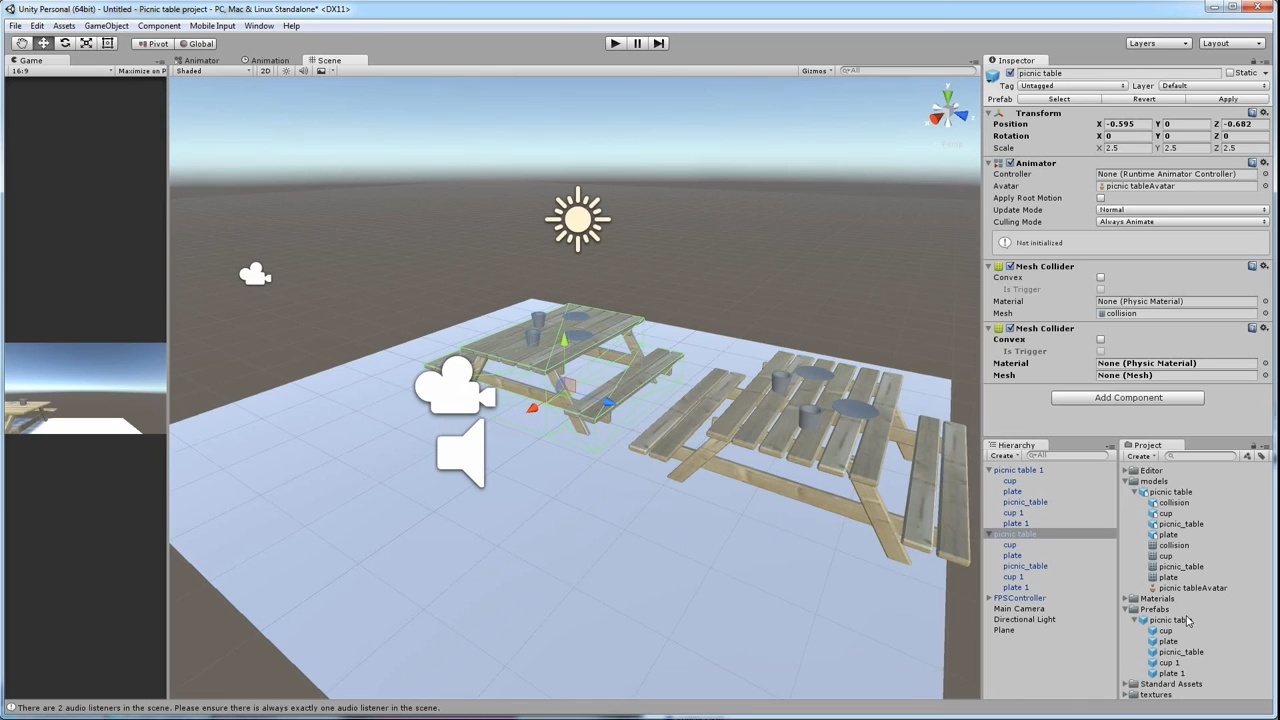 Unity Personal (64bit) - Untitled - Picnic table project - PC, Mac & Linux Standalone* <DX11>
File Edit Assets GameObject Component Mobile Input Window Help
Pivot Global Layers Layout
Game Animator Animation Scene Inspector
16:9 Maximize on P Shaded 2D Gizmos All
picnic table Static
Tag Untagged Layer Default
Prefab Select Revert Apply
Transform
Position X -0.595 Y 0 Z -0.682
Rotation X 0 Y 0 Z 0
Scale X 2.5 Y 2.5 Z 2.5
Animator
Controller None (Runtime Animator Controller)
Avatar picnic tableAvatar
Apply Root Motion
Update Mode Normal
Culling Mode Always Animate
Not initialized
Mesh Collider
Convex
Is Trigger
Material None (Physic Material)
Mesh collision
Mesh Collider
Convex
Is Trigger
Material None (Physic Material)
Mesh None (Mesh)
Add Component
Hierarchy
Create All
picnic table 1
cup
plate
picnic_table
cup 1
plate 1
picnic table
cup
plate
picnic_table
cup 1
plate 1
FPSController
Main Camera
Directional Light
Plane
Project
Create
Editor
models
picnic table
collision
cup
picnic_table
plate
collision
cup
picnic_table
plate
picnic tableAvatar
Materials
Prefabs
picnic table
cup
plate
picnic_table
cup 1
plate 1
Standard Assets
textures
There are 2 audio listeners in the scene. Please ensure there is always exactly one audio listener in the scene.